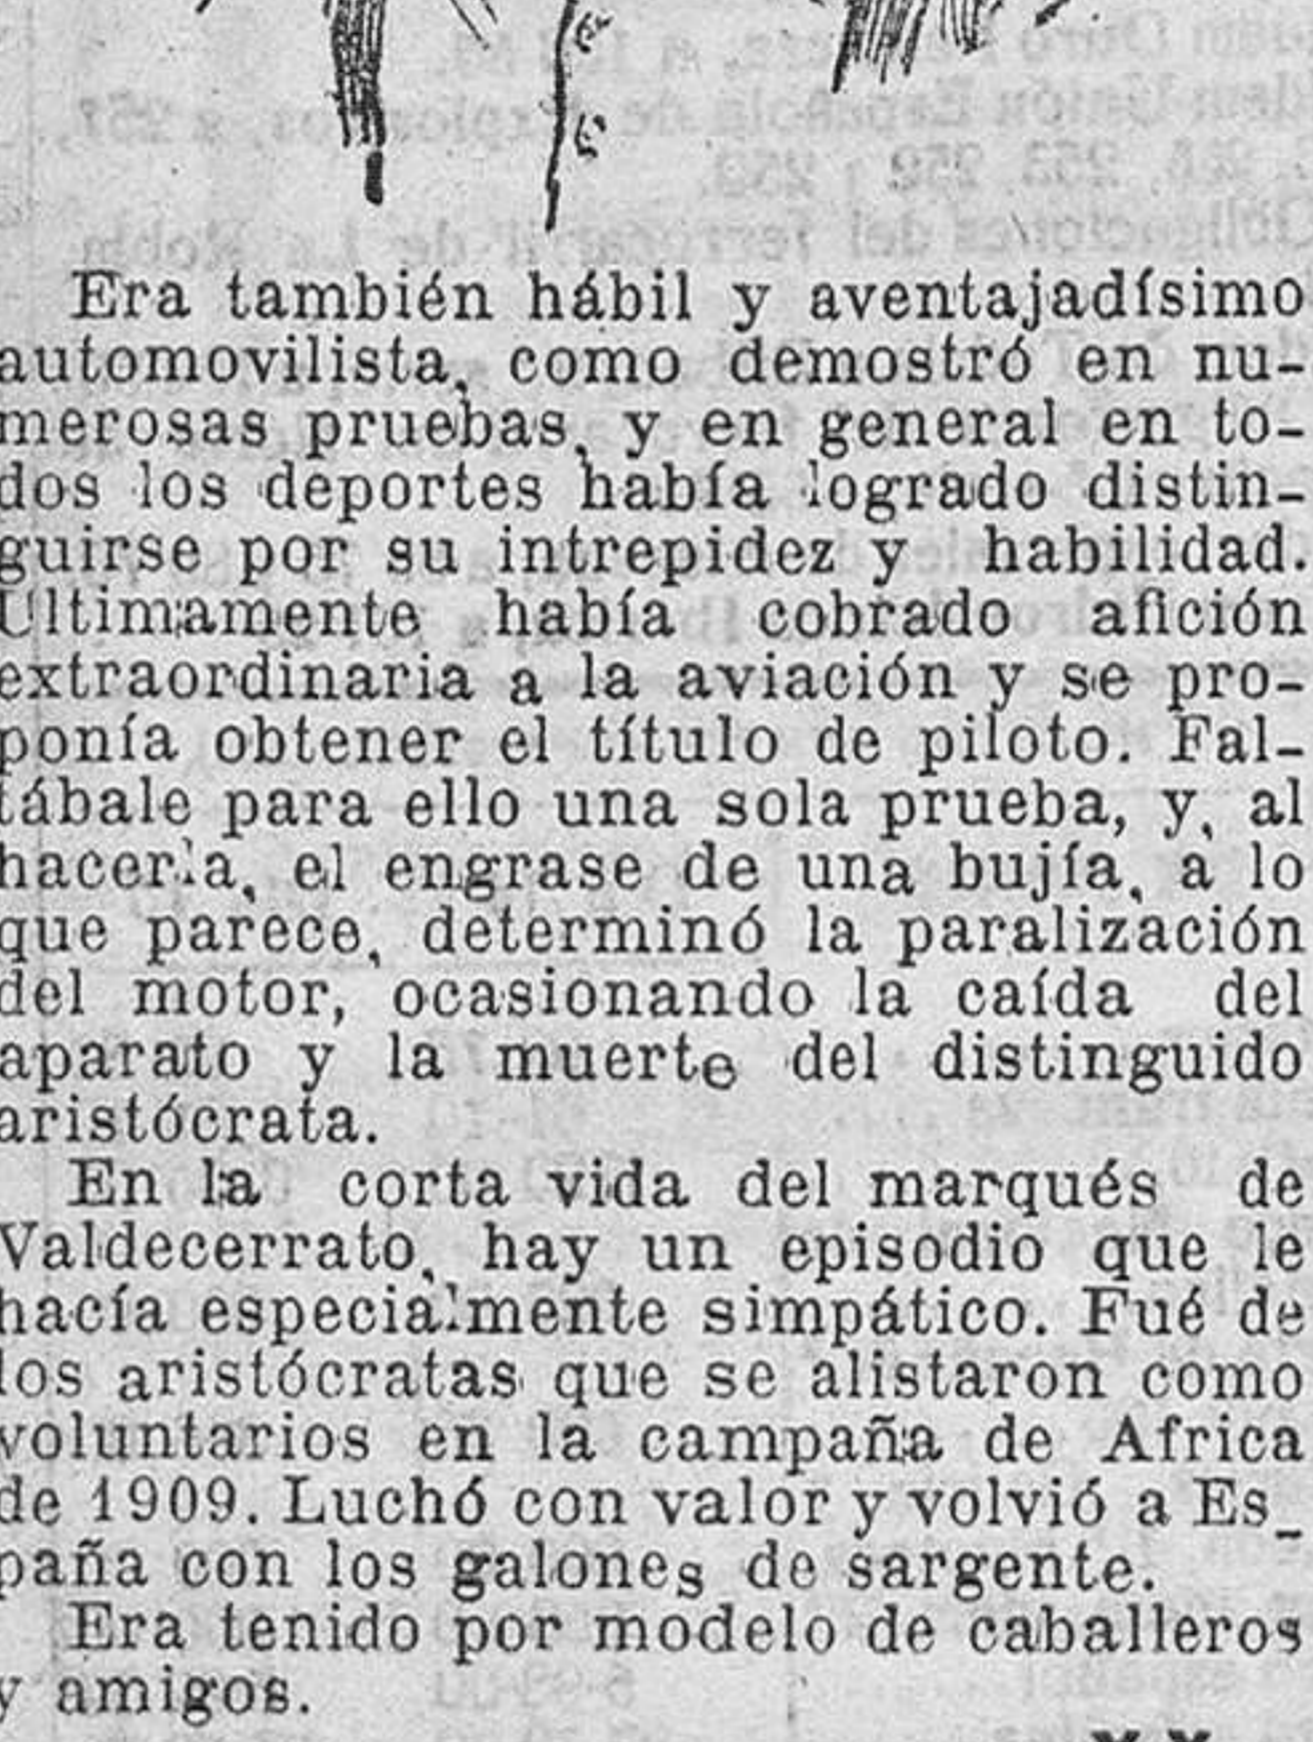 Era también hábil y aventajadísimo
automovilista, como demostró en nu-
merosas pruebas, y en general en to-
dos los deportes había logrado distin-
guirse por su intrepidez y habilidad.
Ultimamente había cobrado afición
extraordinaria a la aviación y se pro-
ponía obtener el título de piloto. Fal-
tábale para ello una sola prueba, y, al
hacerla, el engrase de una bujía, a lo
que parece, determinó la paralización
del motor, ocasionando la caída del
aparato y la muerte del distinguido
aristócrata.
En la corta vida del marqués de
Valdecerrato, hay un episodio que le
hacía especialmente simpático. Fué de
los aristócratas que se alistaron como
voluntarios en la campaña de Africa
de 1909. Luchó con valor y volvió a Es-
paña con los galones de sargente.
Era tenido por modelo de caballeros
y amigos.